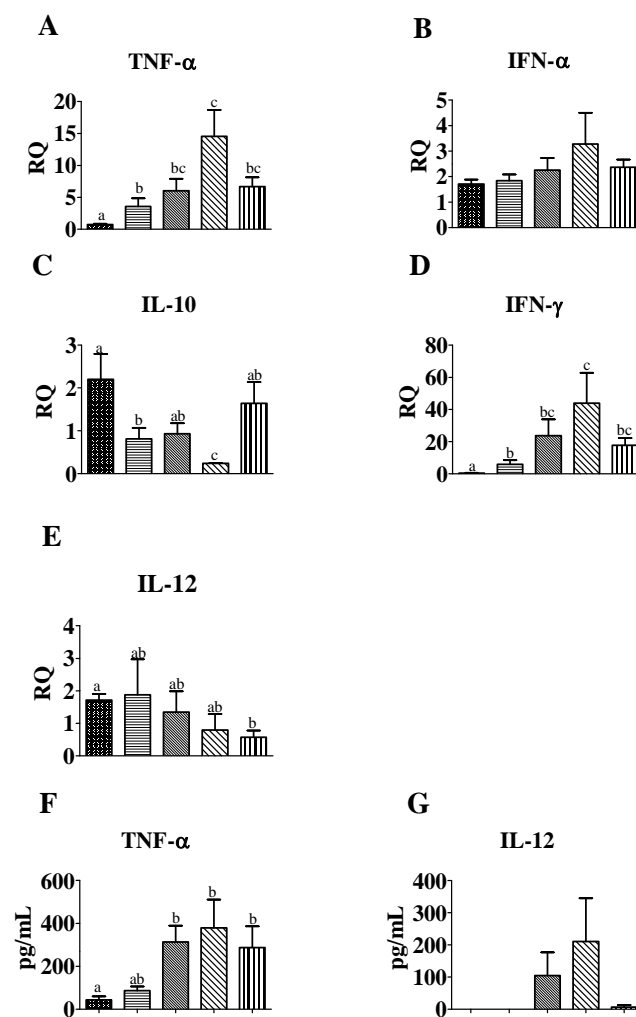 A
TNF-α
20
15
10
5
0
RQ
a
b
bc
c
bc
B
IFN-α
5
4
3
2
1
0
RQ
C
IL-10
3
2
1
0
RQ
a
b
ab
c
ab
D
IFN-γ
80
60
40
20
0
RQ
a
b
bc
c
bc
E
IL-12
4
3
2
1
0
RQ
a
ab
ab
ab
b
F
TNF-α
600
400
200
0
pg/mL
a
ab
b
b
b
G
IL-12
400
300
200
100
0
pg/mL